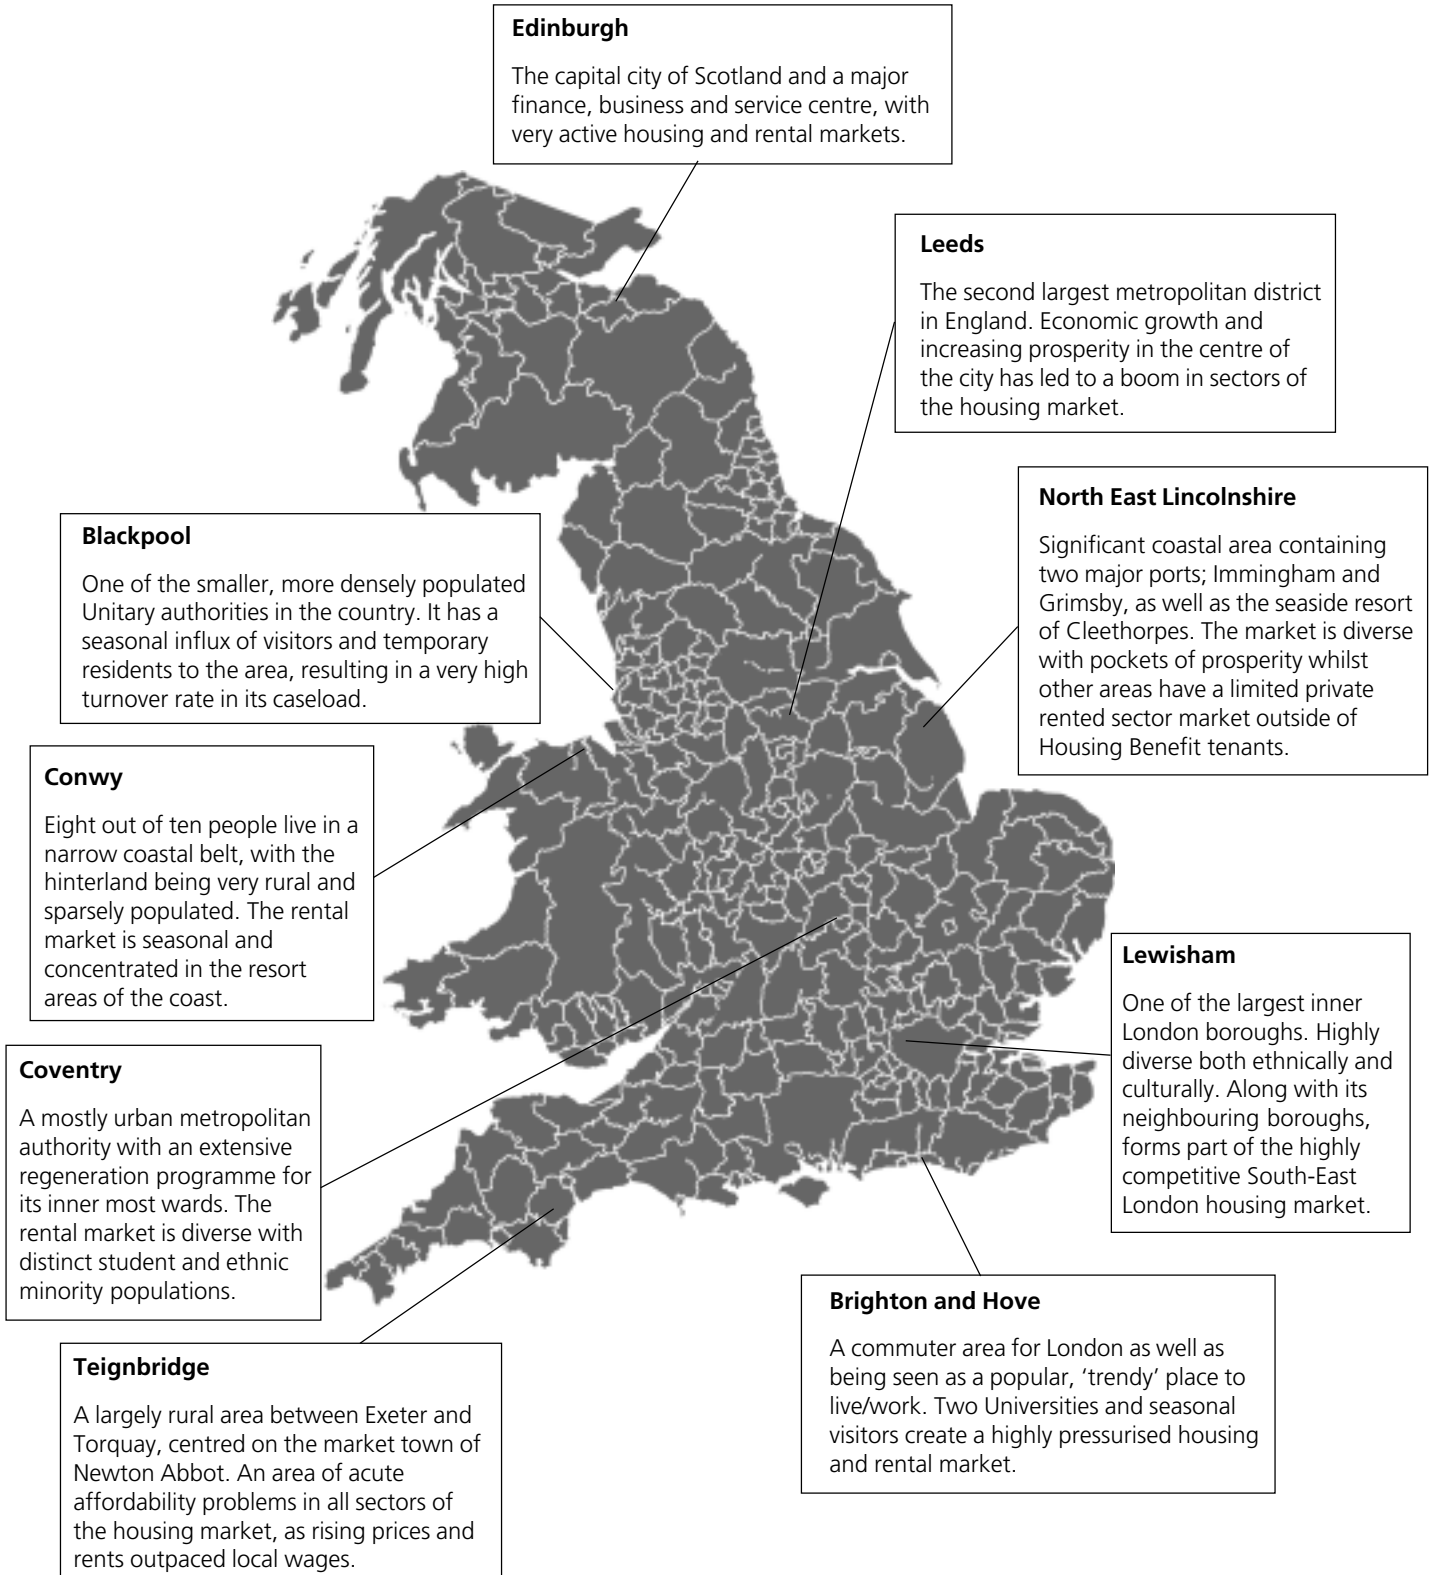 Edinburgh
The capital city of Scotland and a major
finance, business and service centre, with
very active housing and rental markets.
Leeds
The second largest metropolitan district
in England. Economic growth and
increasing prosperity in the centre of
the city has led to a boom in sectors of
the housing market.
North East Lincolnshire
Significant coastal area containing
two major ports; Immingham and
Grimsby, as well as the seaside resort
of Cleethorpes. The market is diverse
with pockets of prosperity whilst
other areas have a limited private
rented sector market outside of
Housing Benefit tenants.
Blackpool
One of the smaller, more densely populated
Unitary authorities in the country. It has a
seasonal influx of visitors and temporary
residents to the area, resulting in a very high
turnover rate in its caseload.
Conwy
Eight out of ten people live in a
narrow coastal belt, with the
hinterland being very rural and
sparsely populated. The rental
market is seasonal and
concentrated in the resort
areas of the coast.
Lewisham
One of the largest inner
London boroughs. Highly
diverse both ethnically and
culturally. Along with its
neighbouring boroughs,
forms part of the highly
competitive South-East
London housing market.
Coventry
A mostly urban metropolitan
authority with an extensive
regeneration programme for
its inner most wards. The
rental market is diverse with
distinct student and ethnic
minority populations.
Brighton and Hove
A commuter area for London as well as
being seen as a popular, ‘trendy’ place to
live/work. Two Universities and seasonal
visitors create a highly pressurised housing
and rental market.
Teignbridge
A largely rural area between Exeter and
Torquay, centred on the market town of
Newton Abbot. An area of acute
affordability problems in all sectors of
the housing market, as rising prices and
rents outpaced local wages.